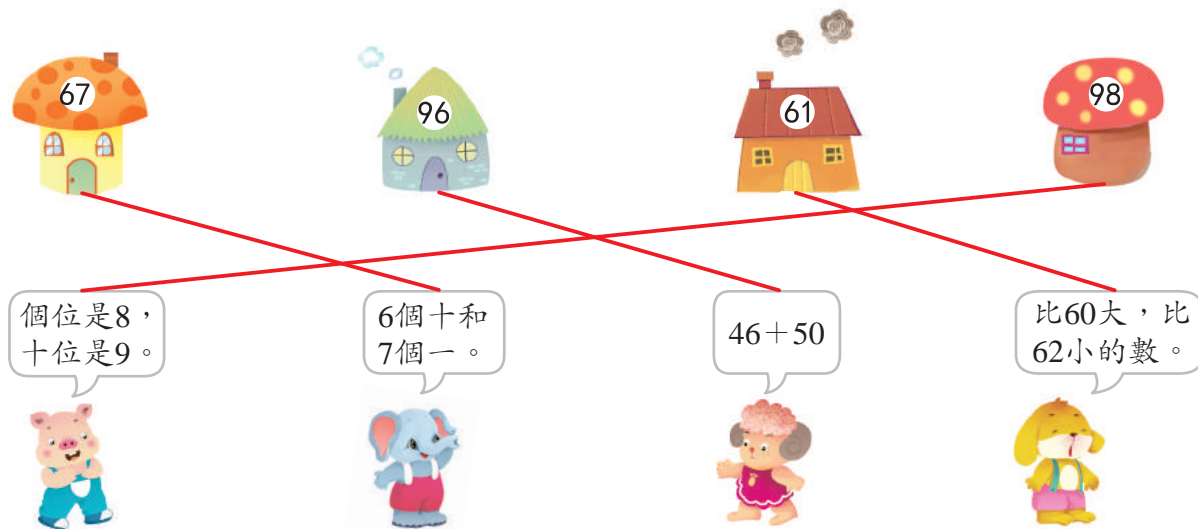 67
96
61
98
個位是8，
十位是9。
6個十和
7個一。
46＋50
比60大，比
62小的數。